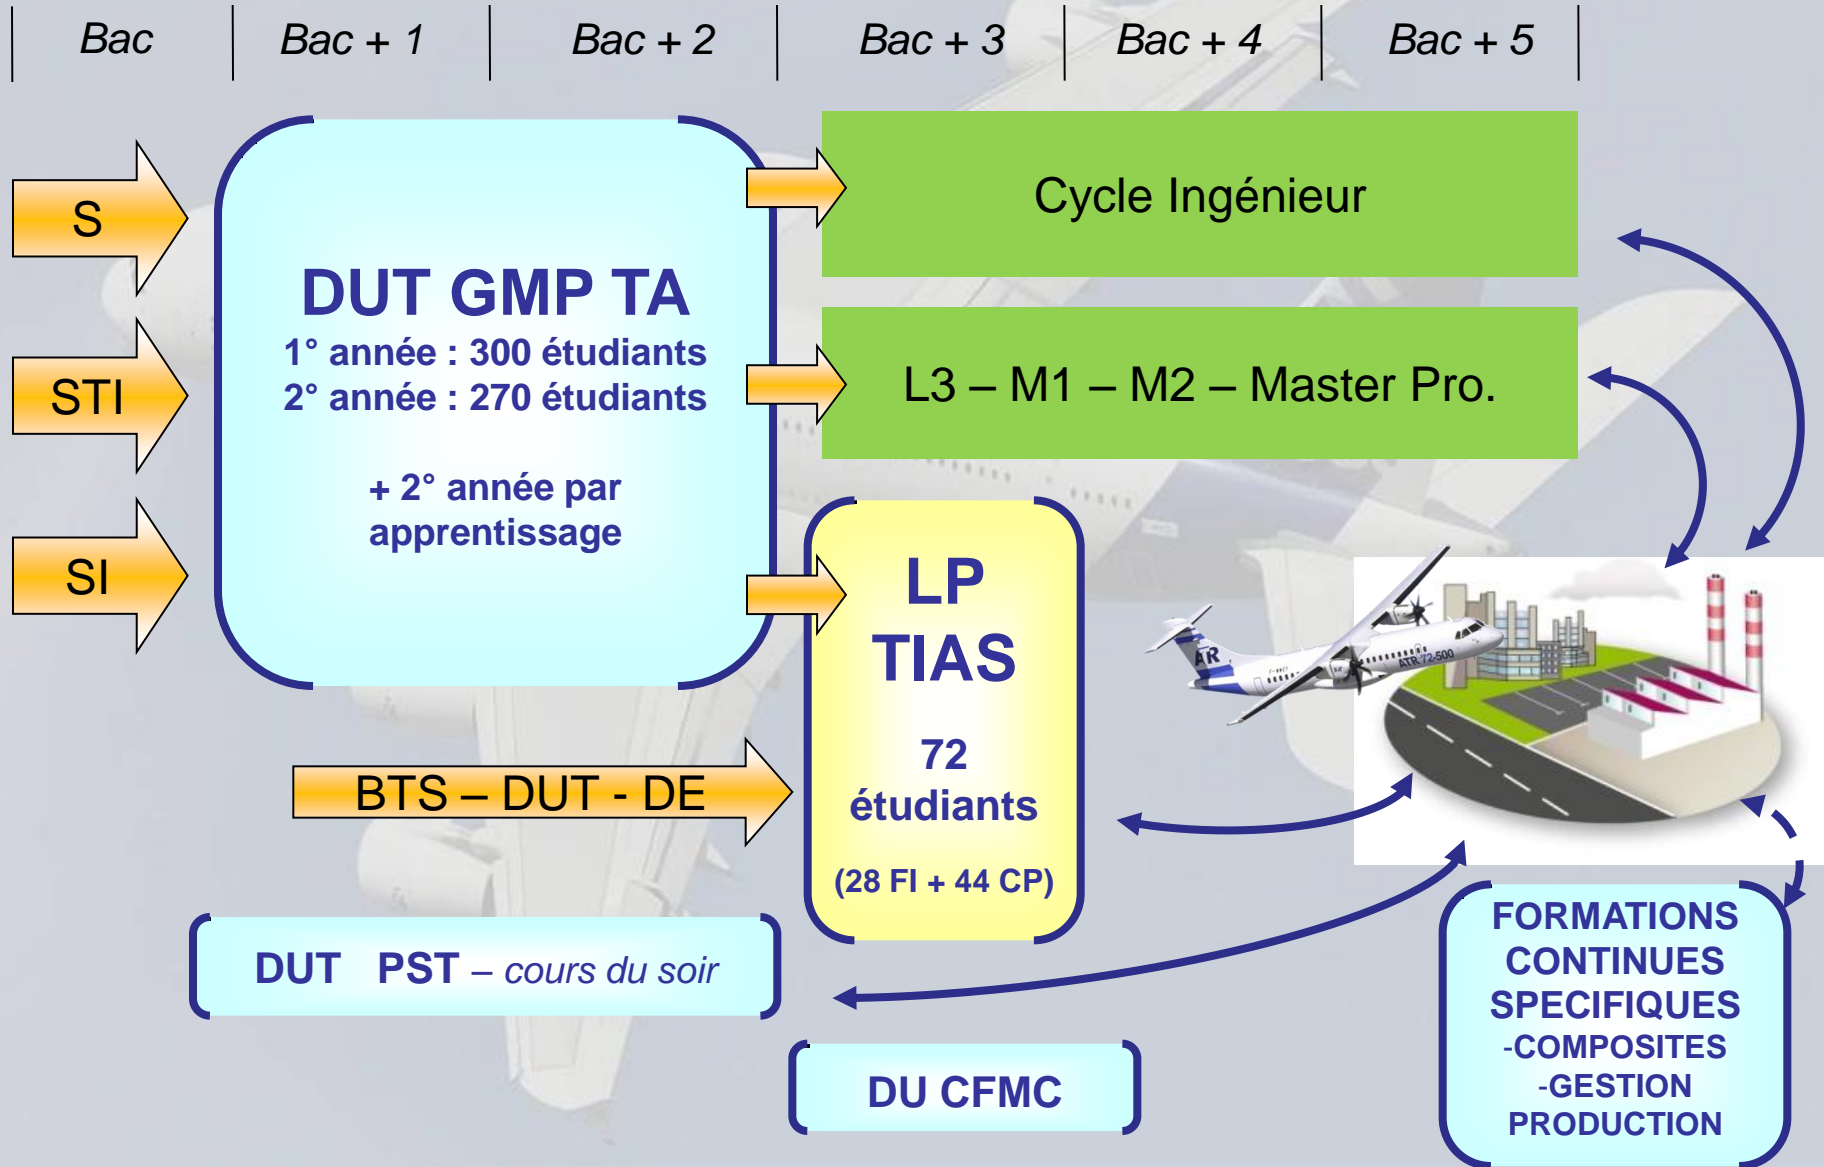 Bac
Bac + 1
Bac + 2
Bac + 3
Bac + 4
Bac + 5
S
STI
SI
DUT GMP TA
1° année : 300 étudiants
2° année : 270 étudiants
+ 2° année par
apprentissage
Cycle Ingénieur
L3 – M1 – M2 – Master Pro.
LP
TIAS
72
étudiants
(28 FI + 44 CP)
BTS – DUT - DE
ATR 72-500
DUT PST – cours du soir
DU CFMC
FORMATIONS
CONTINUES
SPECIFIQUES
-COMPOSITES
-GESTION
PRODUCTION